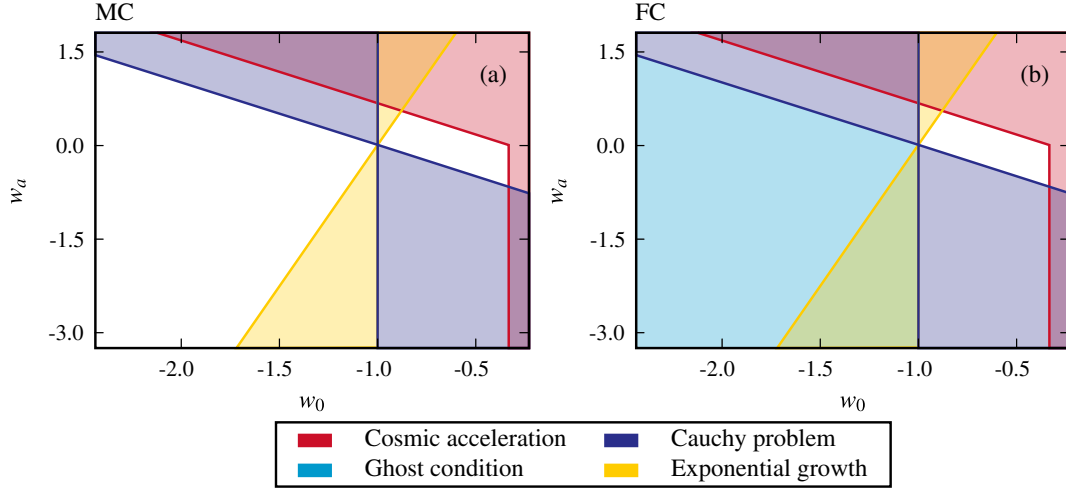 MC
FC
(a)
(b)
1.5
0.0
-1.5
-3.0
w_a
-2.0
-1.5
-1.0
-0.5
w_0
1.5
0.0
-1.5
-3.0
w_a
-2.0
-1.5
-1.0
-0.5
w_0
Cosmic acceleration
Cauchy problem
Ghost condition
Exponential growth